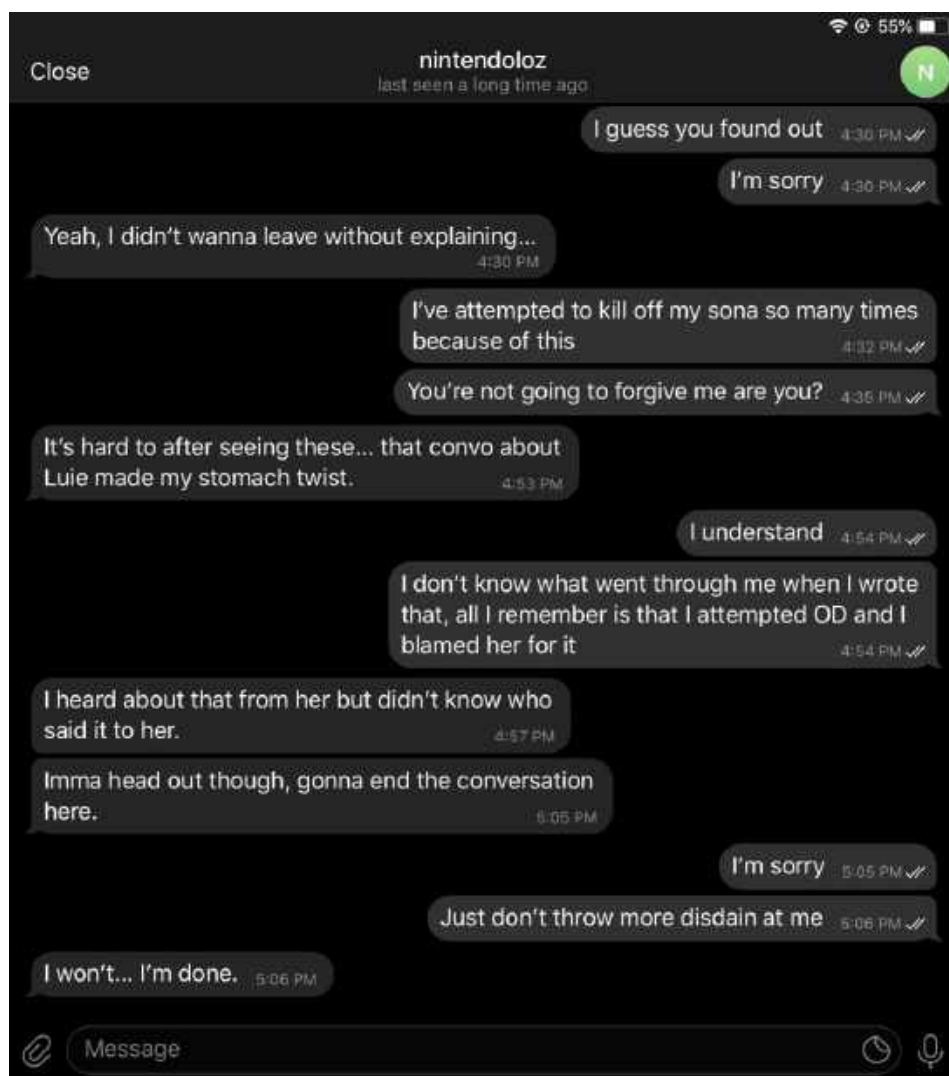 55%
Close
nintendoloz
last seen a long time ago
N
I guess you found out 4:30 PM
I'm sorry 4:30 PM
Yeah, I didn't wanna leave without explaining...
4:30 PM
I've attempted to kill off my sona so many times
because of this 4:32 PM
You're not going to forgive me are you? 4:35 PM
It's hard to after seeing these... that convo about
Luie made my stomach twist. 4:53 PM
I understand 4:54 PM
I don't know what went through me when I wrote
that, all I remember is that I attempted OD and I
blamed her for it 4:54 PM
I heard about that from her but didn't know who
said it to her. 4:57 PM
Imma head out though, gonna end the conversation
here. 5:05 PM
I'm sorry 5:05 PM
Just don't throw more disdain at me 5:06 PM
I won't... I'm done. 5:06 PM
Message